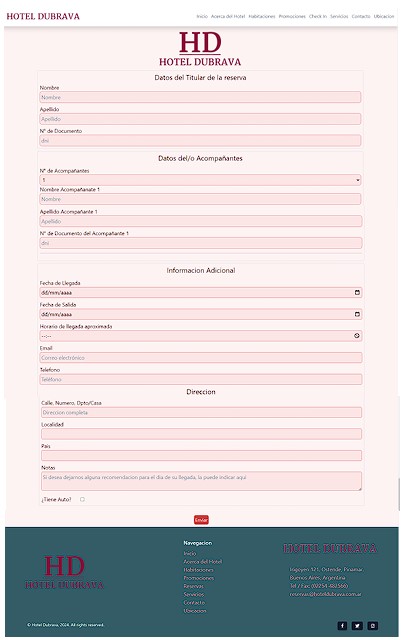 HOTEL DUBRAVA
Inicio Acerca del Hotel Habitaciones Promociones Check In Servicios Contacto Ubicacion
HD
HOTEL DUBRAVA
Datos del Titular de la reserva
Nombre
Nombre
Apellido
Apellido
N° de Documento
dni
Datos del/o Acompañantes
N° de Acompañantes
1
Nombre Acompañanate 1
Nombre
Apellido Acompañante 1
Apellido
N° de Documento del Acompañante 1
dni
Informacion Adicional
Fecha de Llegada
dd/mm/aaaa
Fecha de Salida
dd/mm/aaaa
Horario de llegada aproximada
--:--
Email
Correo electrónico
Telefono
Teléfono
Direccion
Calle, Numero, Dpto/Casa
Direccion completa
Localidad
Pais
Notas
Si desea dejarnos alguna recomendacion para el dia de su llegada, la puede indicar aqui
¿Tiene Auto?
Enviar
HD
HOTEL DUBRAVA
Navegacion
Inicio
Acerca del Hotel
Habitaciones
Promociones
Reservas
Servicios
Contacto
Ubicacion
HOTEL DUBRAVA
Irigoyen 571, Ostende, Pinamar,
Buenos Aires, Argentina.
Tel / Fax: (02254-402566)
reservas@hoteldubrava.com.ar
© Hotel Dubrava, 2024. All rights reserved.